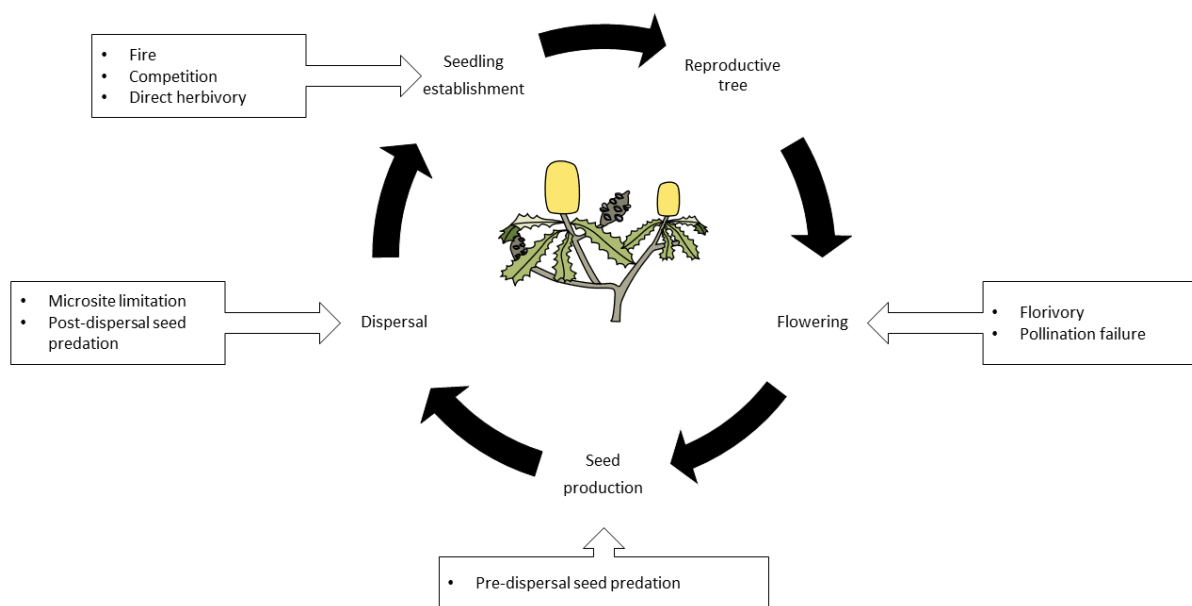 • Fire
• Competition
• Direct herbivory
Seedling
establishment
Reproductive
tree
• Microsite limitation
• Post-dispersal seed
predation
Dispersal
Flowering
• Florivory
• Pollination failure
Seed
production
• Pre-dispersal seed predation